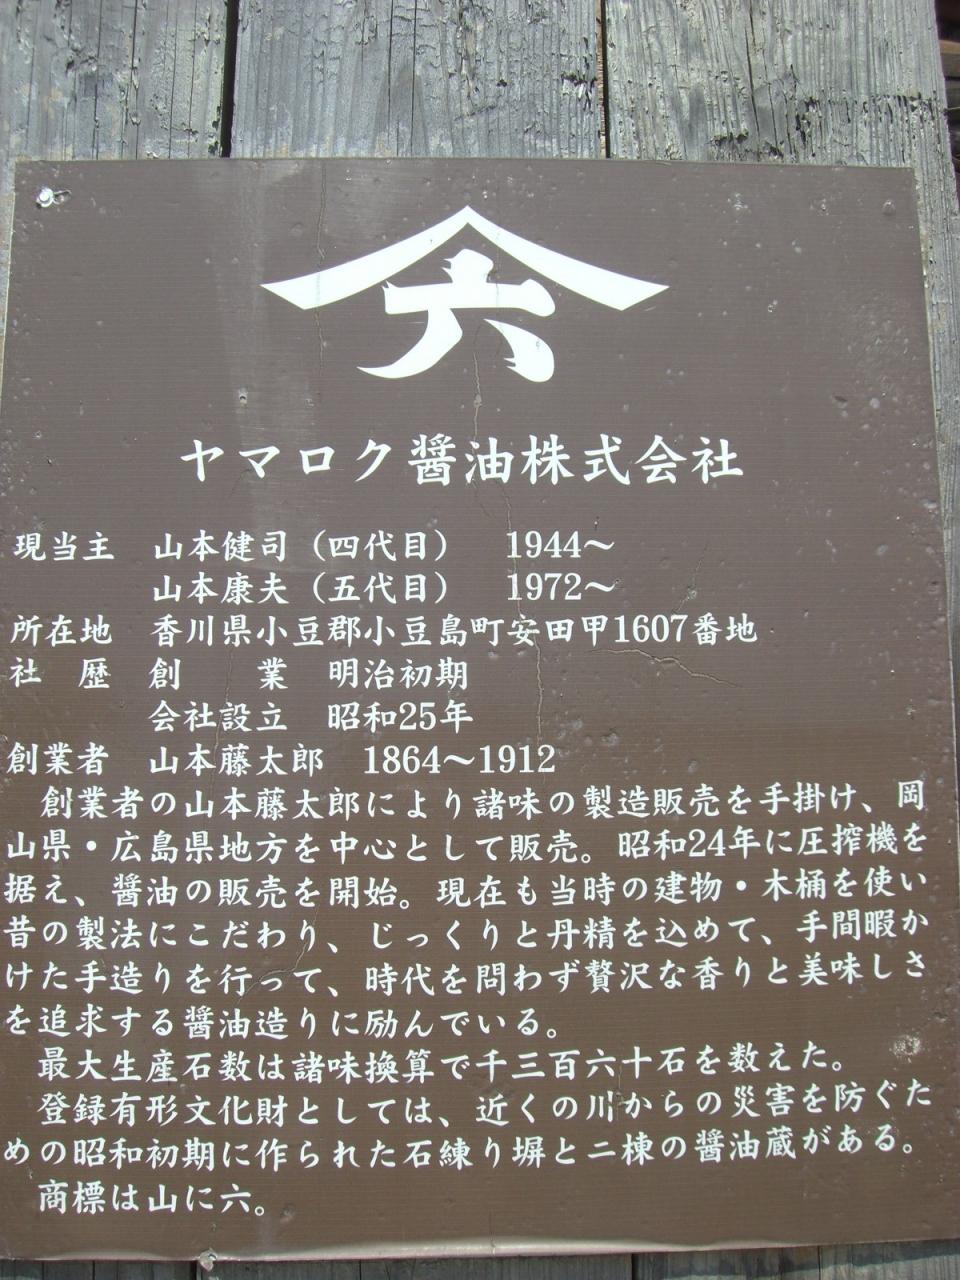 六
ヤマロク醤油株式会社
現当主 山本健司（四代目） 1944〜
山本康夫（五代目） 1972〜
所在地 香川県小豆郡小豆島町安田甲1607番地
社 歴 創 業 明治初期
会社設立 昭和25年
創業者 山本藤太郎 1864〜1912
創業者の山本藤太郎により諸味の製造販売を手掛け、岡
山県・広島県地方を中心として販売。昭和24年に圧搾機を
据え、醤油の販売を開始。現在も当時の建物・木桶を使い
昔の製法にこだわり、じっくりと丹精を込めて、手間暇か
けた手造りを行って、時代を問わず贅沢な香りと美味しさ
を追求する醤油造りに励んでいる。
最大生産石数は諸味換算で千三百六十石を数えた。
登録有形文化財としては、近くの川からの災害を防ぐた
めの昭和初期に作られた石練り塀と二棟の醤油蔵がある。
商標は山に六。